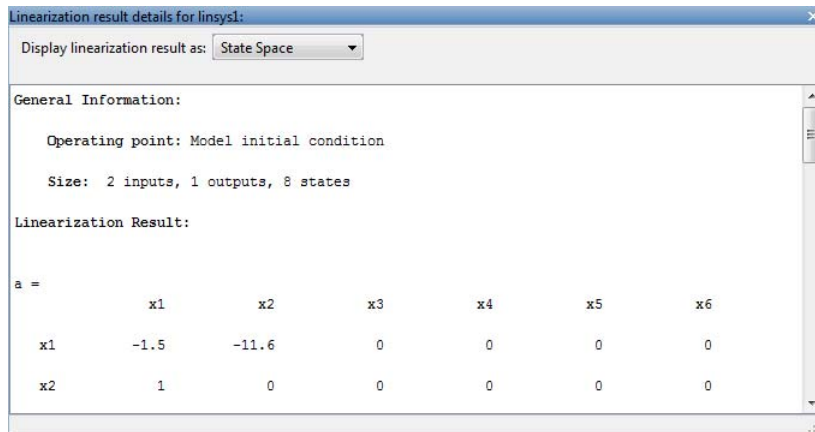 Linearization result details for linsys1:
Display linearization result as: State Space
General Information:
Operating point: Model initial condition
Size: 2 inputs, 1 outputs, 8 states
Linearization Result:
a =
x1 x2 x3 x4 x5 x6
x1 -1.5 -11.6 0 0 0 0
x2 1 0 0 0 0 0